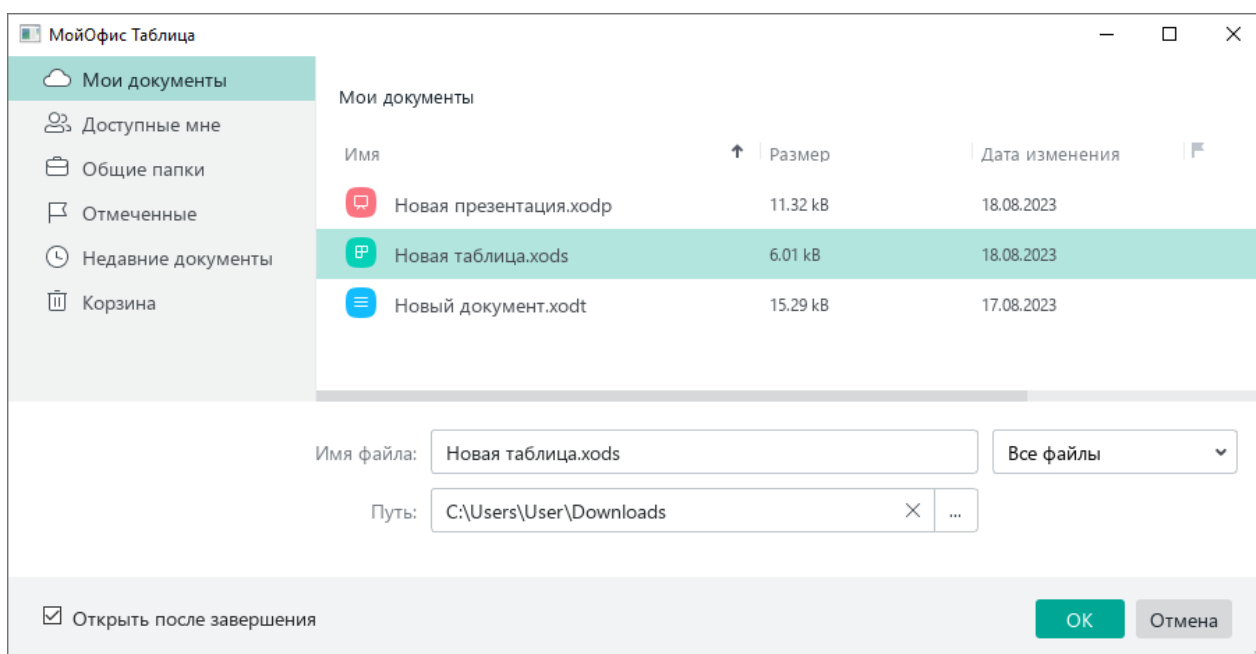 МойОфис Таблица
Мои документы
Доступные мне
Общие папки
Отмеченные
Недавние документы
Корзина
Мои документы
Имя Размер Дата изменения
Новая презентация.xodp 11.32 kB 18.08.2023
Новая таблица.xods 6.01 kB 18.08.2023
Новый документ.xodt 15.29 kB 17.08.2023
Имя файла: Новая таблица.xods Все файлы
Путь: C:\Users\User\Downloads ...
Открыть после завершения ОК Отмена